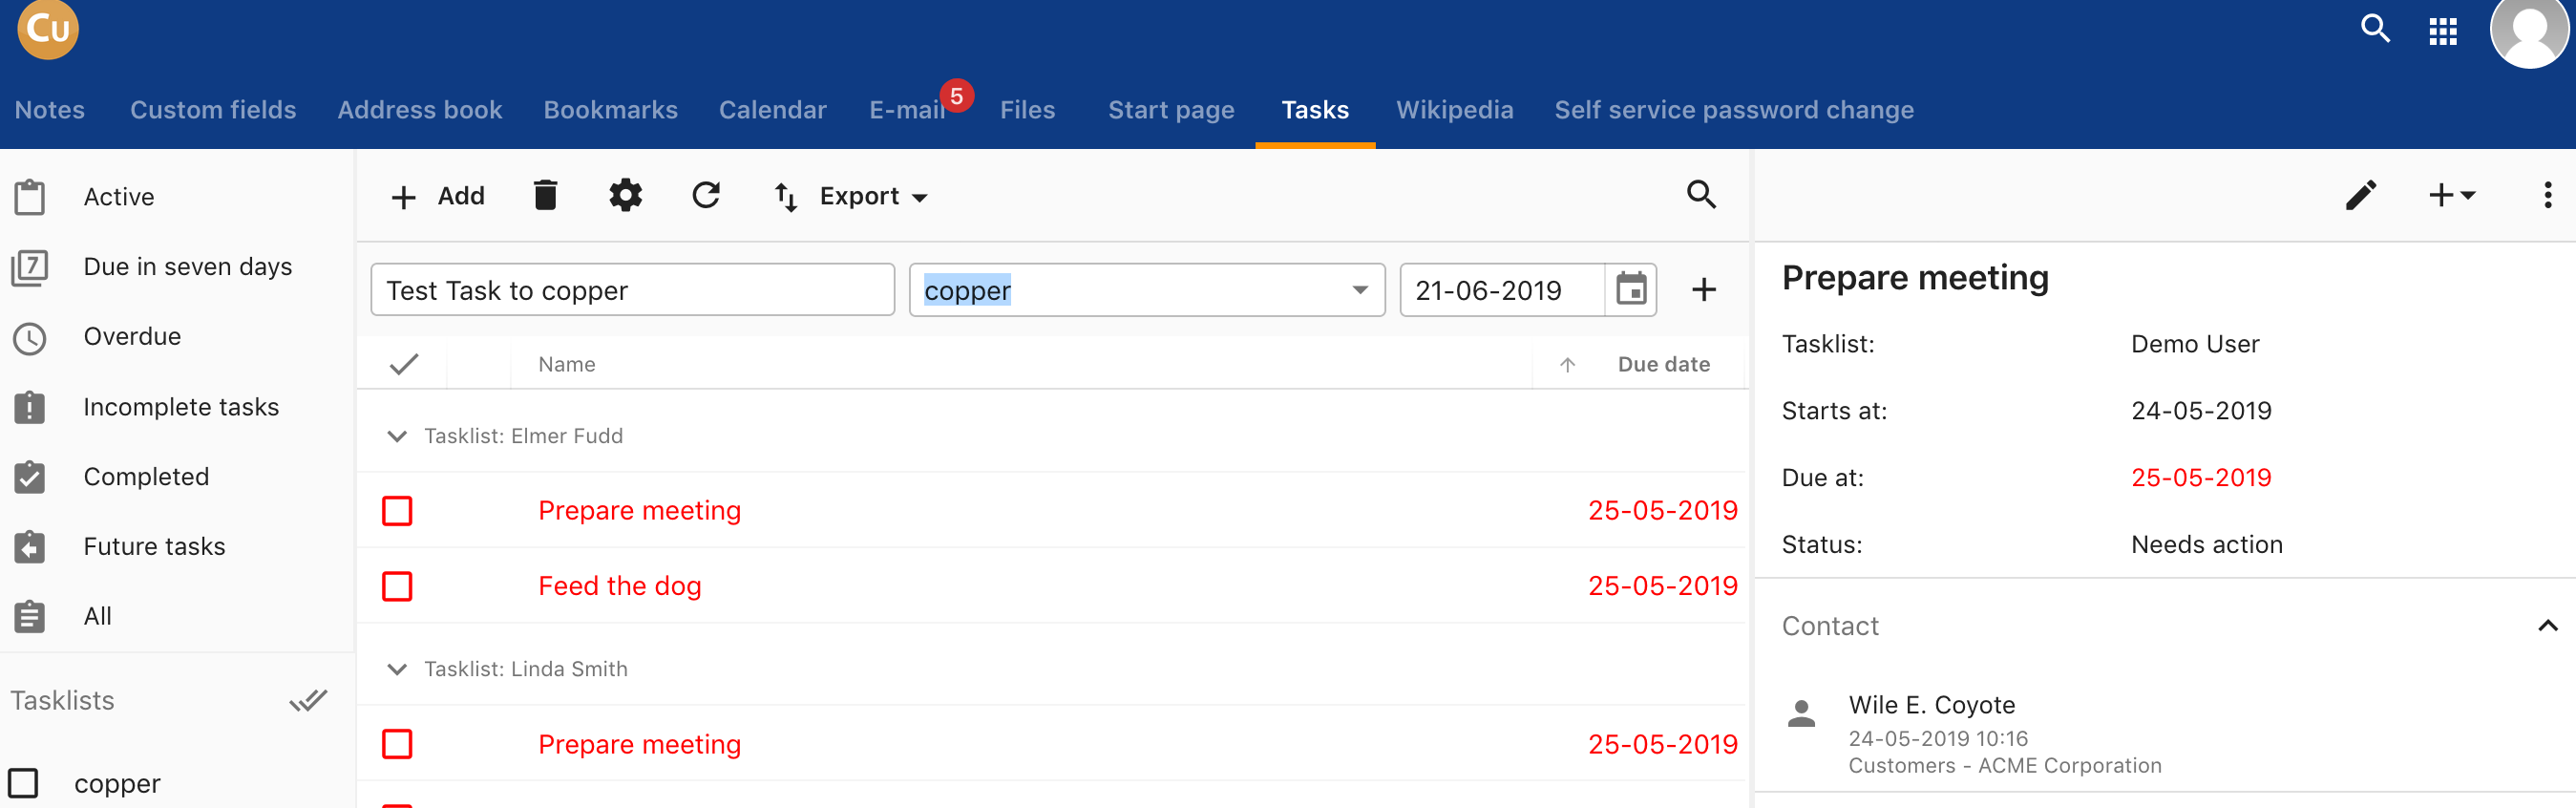 Cu
Notes Custom fields Address book Bookmarks Calendar E-mail 5 Files Start page Tasks Wikipedia Self service password change
Active
7 Due in seven days
Overdue
Incomplete tasks
Completed
Future tasks
All
Tasklists
copper
Add Export
Test Task to copper copper 21-06-2019
Name Due date
Tasklist: Elmer Fudd
Prepare meeting 25-05-2019
Feed the dog 25-05-2019
Tasklist: Linda Smith
Prepare meeting 25-05-2019
Prepare meeting
Tasklist: Demo User
Starts at: 24-05-2019
Due at: 25-05-2019
Status: Needs action
Contact
Wile E. Coyote
24-05-2019 10:16
Customers - ACME Corporation